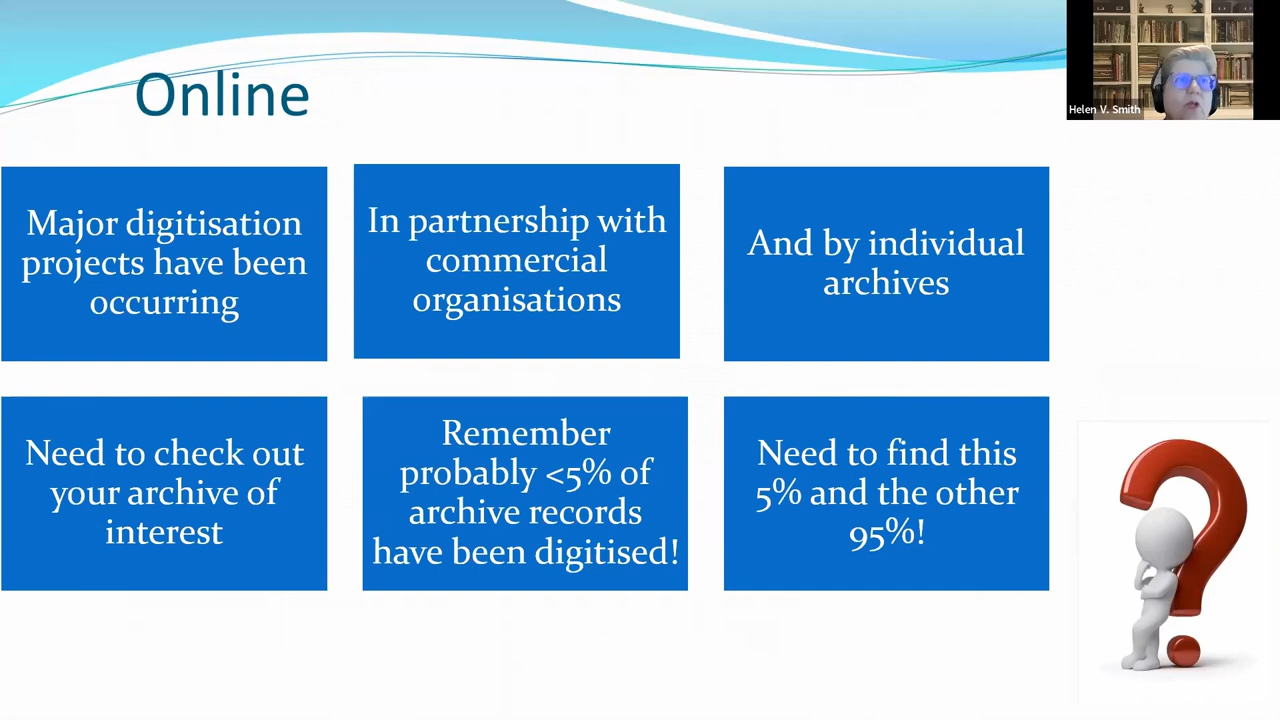 Online
Helen V. Smith
Major digitisation
projects have been
occurring
In partnership with
commercial
organisations
And by individual
archives
Need to check out
your archive of
interest
Remember
probably <5% of
archive records
have been digitised!
Need to find this
5% and the other
95%!